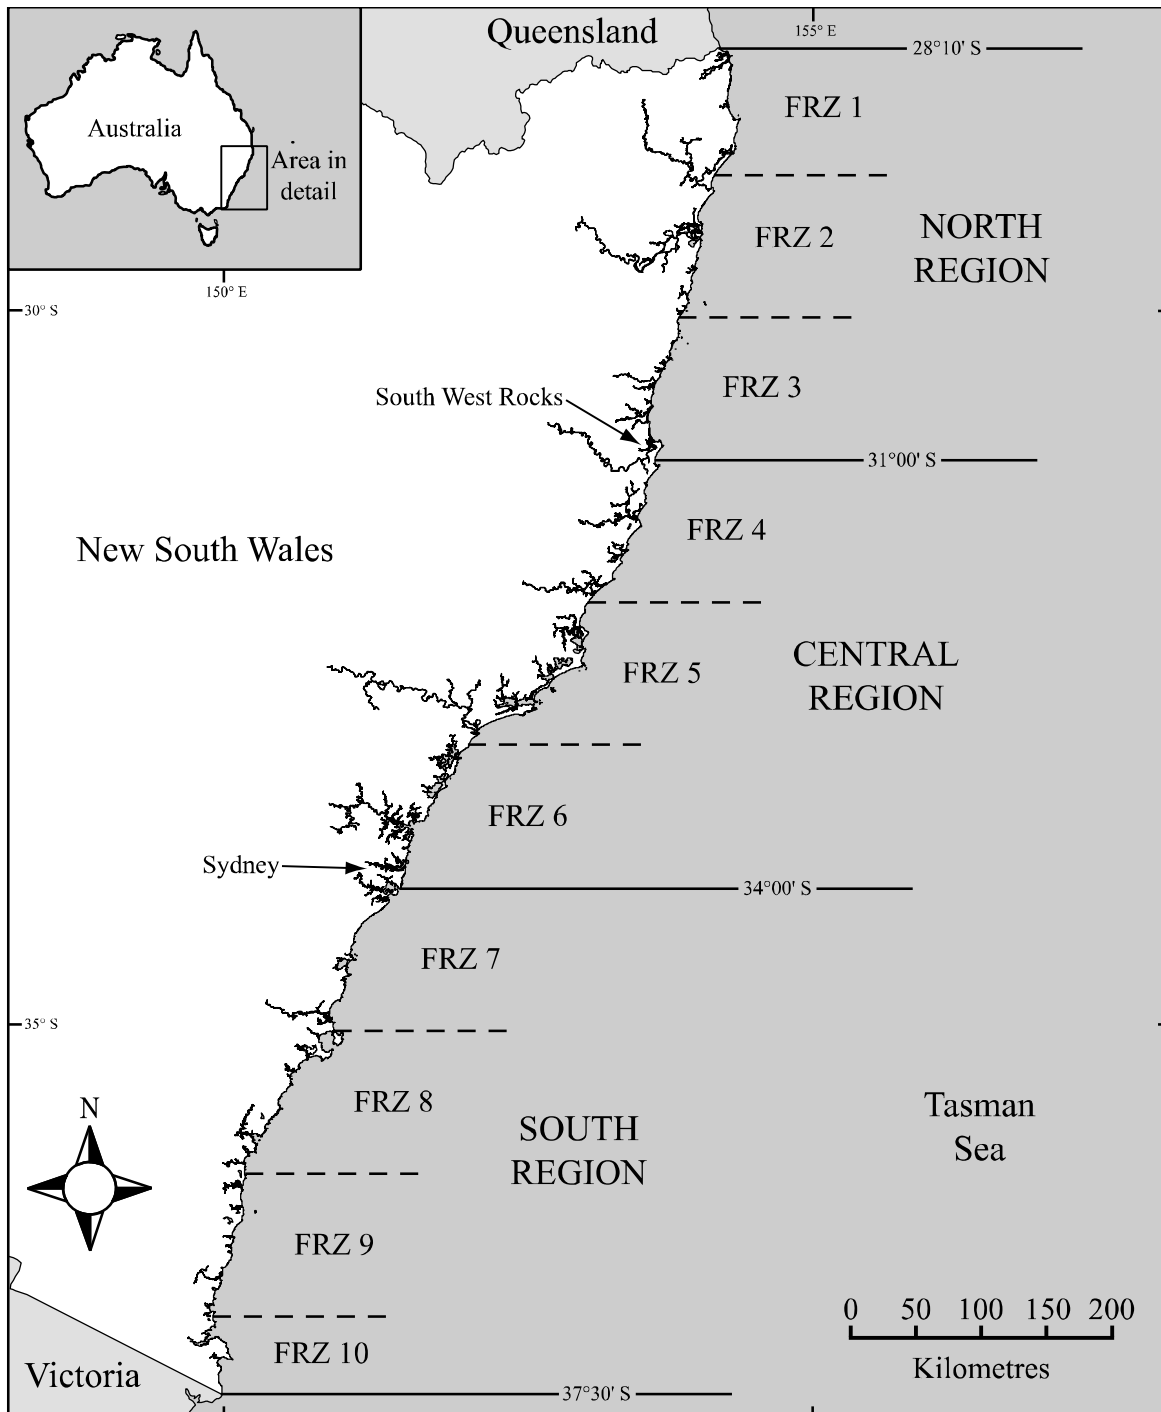 Queensland
155° E
28°10' S
FRZ 1
Australia
Area in
detail
FRZ 2
NORTH
REGION
150° E
30° S
FRZ 3
South West Rocks
31°00' S
FRZ 4
New South Wales
CENTRAL
REGION
FRZ 5
FRZ 6
Sydney
34°00' S
FRZ 7
35° S
FRZ 8
N
SOUTH
REGION
Tasman
Sea
FRZ 9
0 50 100 150 200
Kilometres
FRZ 10
Victoria
37°30' S